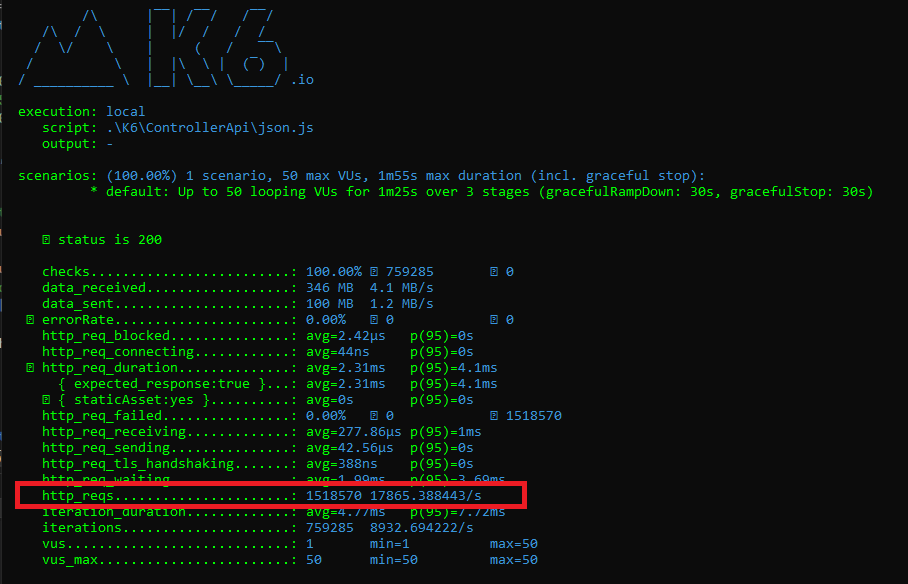 .io
execution: local
script: .\K6\ControllerApi\json.js
output: -
scenarios: (100.00%) 1 scenario, 50 max VUs, 1m55s max duration (incl. graceful stop):
* default: Up to 50 looping VUs for 1m25s over 3 stages (gracefulRampDown: 30s, gracefulStop: 30s)
status is 200
checks.........................: 100.00% 759285 0
data_received..................: 346 MB 4.1 MB/s
data_sent......................: 100 MB 1.2 MB/s
errorRate......................: 0.00% 0 0
http_req_blocked...............: avg=2.42µs p(95)=0s
http_req_connecting............: avg=44ns p(95)=0s
http_req_duration..............: avg=2.31ms p(95)=4.1ms
{ expected_response:true }...: avg=2.31ms p(95)=4.1ms
{ staticAsset:yes }..........: avg=0s p(95)=0s
http_req_failed................: 0.00% 0 1518570
http_req_receiving.............: avg=277.86µs p(95)=1ms
http_req_sending...............: avg=42.56µs p(95)=0s
http_req_tls_handshaking.......: avg=388ns p(95)=0s
http_req_waiting...............: avg=1.99ms p(95)=3.69ms
http_reqs......................: 1518570 17865.388443/s
iteration_duration.............: avg=4.77ms p(95)=7.72ms
iterations.....................: 759285 8932.694222/s
vus............................: 1 min=1 max=50
vus_max........................: 50 min=50 max=50